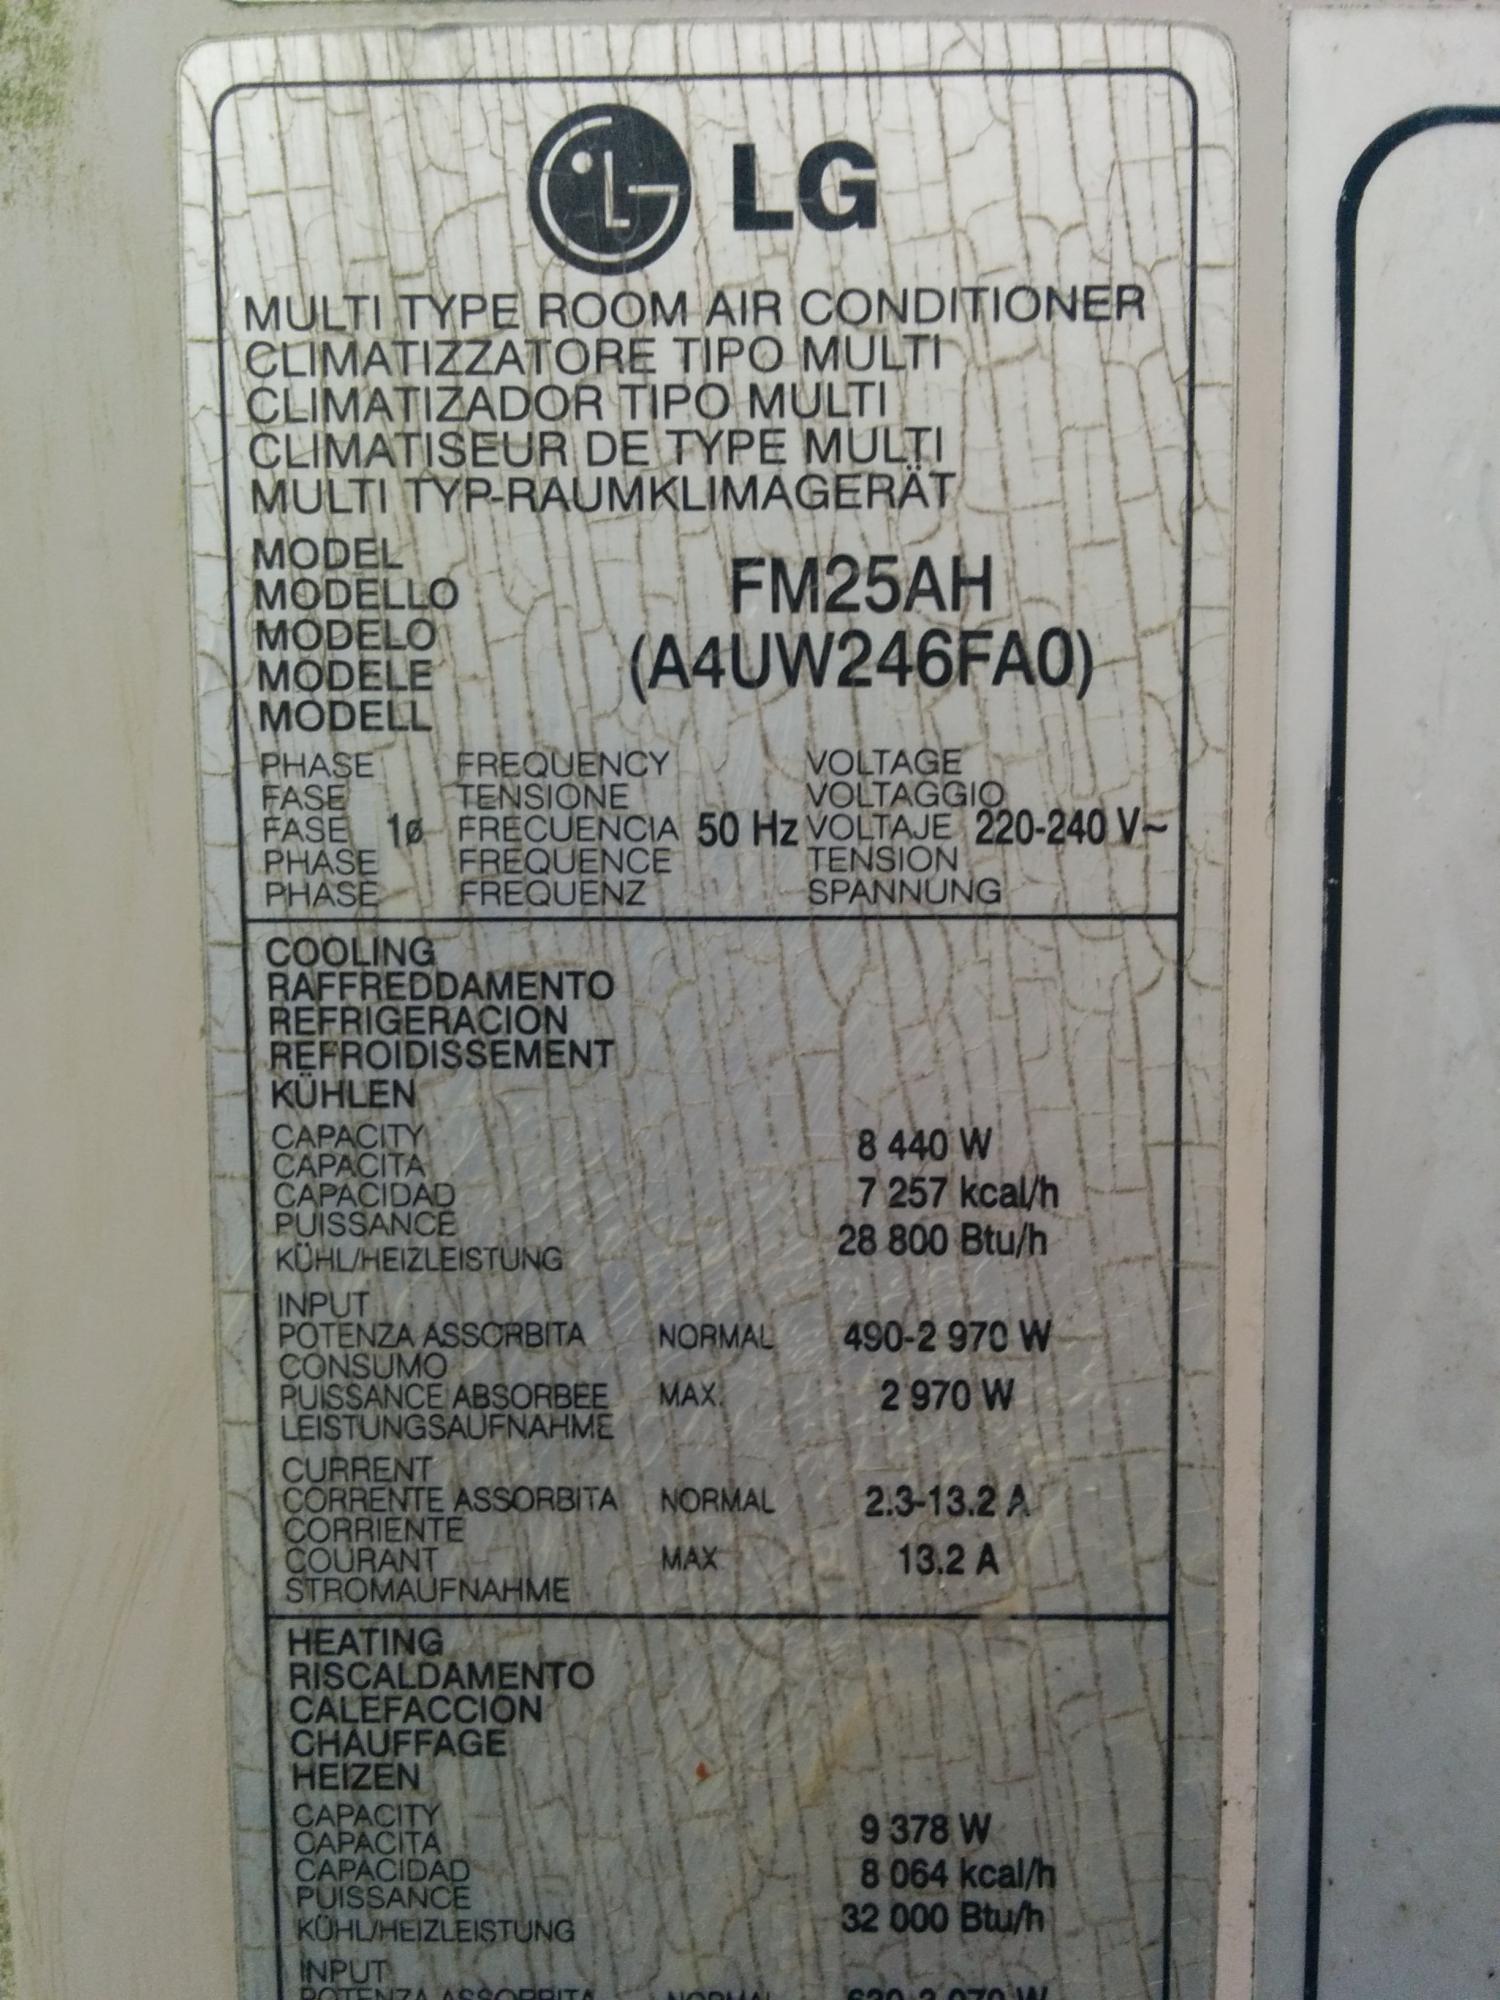 LG
MULTI TYPE ROOM AIR CONDITIONER
CLIMATIZZATORE TIPO MULTI
CLIMATIZADOR TIPO MULTI
CLIMATISEUR DE TYPE MULTI
MULTI TYP-RAUMKLIMAGERÄT
MODEL
MODELLO
MODELO
MODELE
MODELL
FM25AH
(A4UW246FA0)
PHASE FREQUENCY VOLTAGE
FASE TENSIONE VOLTAGGIO
FASE 1ø FRECUENCIA 50 Hz VOLTAJE 220-240 V~
PHASE FREQUENCE TENSION
PHASE FREQUENZ SPANNUNG
COOLING
RAFFREDDAMENTO
REFRIGERACION
REFROIDISSEMENT
KÜHLEN
CAPACITY 8 440 W
CAPACITA
CAPACIDAD 7 257 kcal/h
PUISSANCE
KÜHL/HEIZLEISTUNG 28 800 Btu/h
INPUT
POTENZA ASSORBITA NORMAL 490-2 970 W
CONSUMO
PUISSANCE ABSORBEE MAX. 2 970 W
LEISTUNGSAUFNAHME
CURRENT
CORRENTE ASSORBITA NORMAL 2.3-13.2 A
CORRIENTE
COURANT MAX 13.2 A
STROMAUFNAHME
HEATING
RISCALDAMENTO
CALEFACCION
CHAUFFAGE
HEIZEN
CAPACITY 9 378 W
CAPACITA
CAPACIDAD 8 064 kcal/h
PUISSANCE
KÜHL/HEIZLEISTUNG 32 000 Btu/h
INPUT
POTENZA ASSORBITA NORMAL